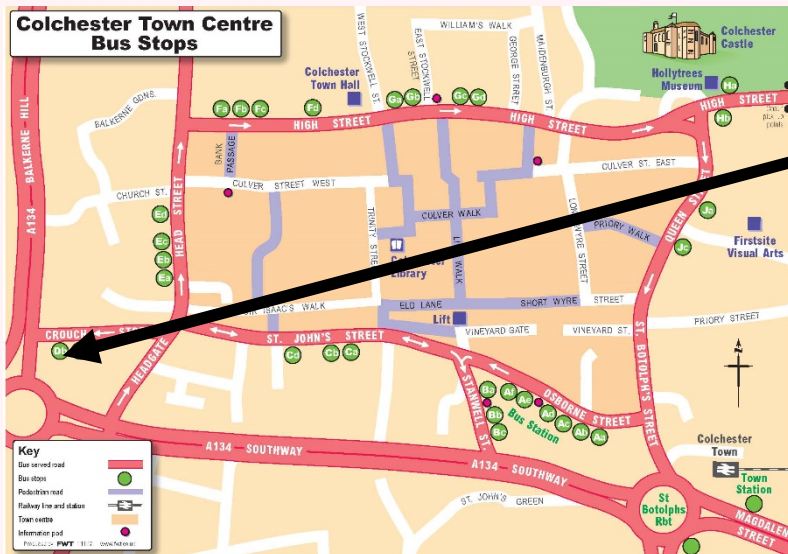 Colchester Town Centre
Bus Stops
WILLIAM'S WALK
WEST STOCKWELL ST.
EAST STOCKWELL
STREET
GEORGE STREET
MAIDENBURGH ST.
Colchester
Castle
Colchester
Town Hall
Hollytrees
Museum
BALKERNE HILL
A134
BALKERNE GDNS.
Fa
Fb
Fc
Fd
Ga
Gb
Gc
Gd
Ha
Hb
HIGH STREET
HIGH STREET
HIGH STREET
BANK
PASSAGE
CULVER ST. EAST
CHURCH ST.
CULVER STREET WEST
HEAD STREET
TRINITY STREET
CULVER WALK
WALK
WYRE STREET
PRIORY WALK
QUEEN
Ed
Ec
Eb
Ja
Jc
Firstsite
Visual Arts
Library
ISAAC'S WALK
ELD LANE
SHORT WYRE
STREET
PRIORY STREET
CROUCH
HEADGATE
ST. JOHN'S STREET
Lift
VINEYARD GATE
VINEYARD ST.
ST. BOTOLPH'S STREET
Cd
Cb
Ca
STANWELL ST.
OSBORNE STREET
Ba
Bb
Bc
Af
Ae
Ad
Ac
Ab
Aa
Bus Station
N
A134 SOUTHWAY
A134 SOUTHWAY
ST. JOHN'S GREEN
Colchester
Town
Town
Station
St
Botolphs
Rbt
MAGDALEN
STREET
Key
Bus served road
Bus stops
Pedestrian road
Railway line and station
Town centre
Information pod
FWT